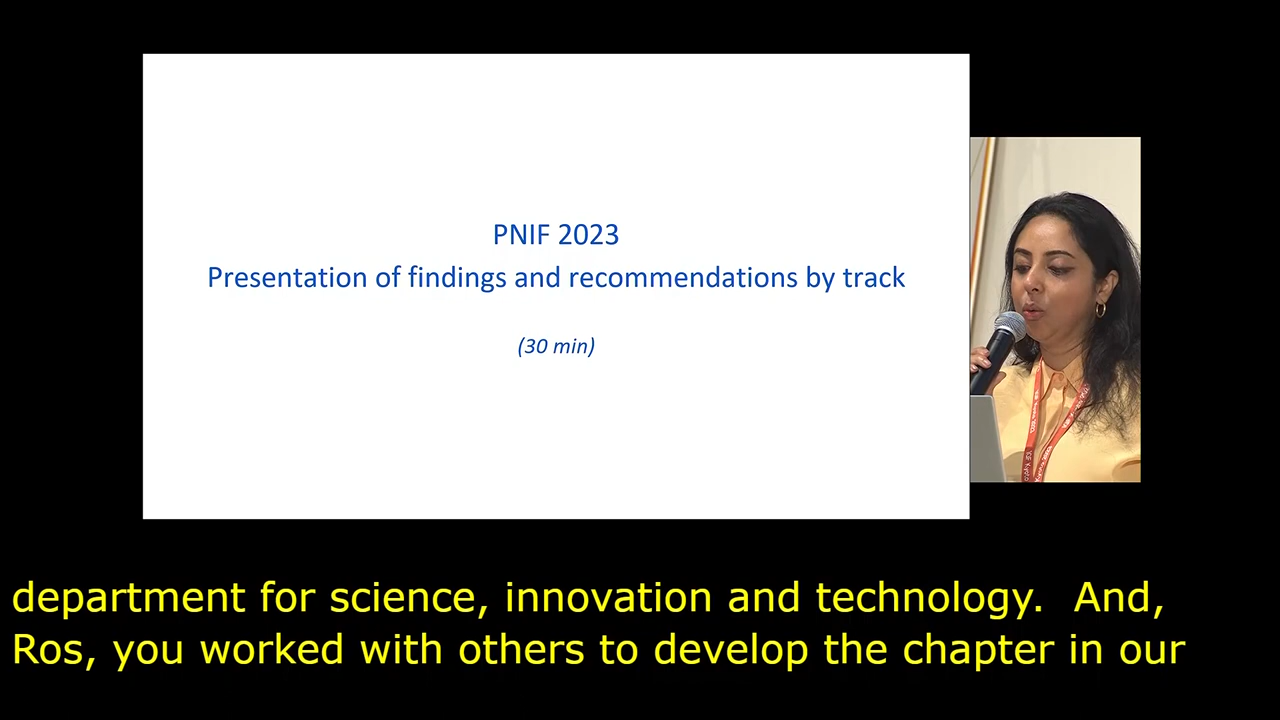 PNIF 2023
Presentation of findings and recommendations by track
(30 min)
department for science, innovation and technology.  And,
Ros, you worked with others to develop the chapter in our